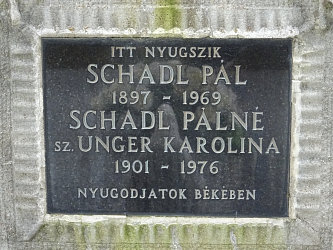 ITT NYUGSZIK
SCHADL PÁL
1897 - 1969
SCHADL PÁLNÉ
SZ. UNGER KAROLINA
1901 - 1976
NYUGODJATOK BÉKÉBEN